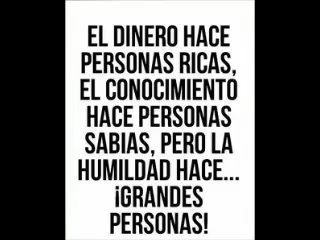 EL DINERO HACE
PERSONAS RICAS,
EL CONOCIMIENTO
HACE PERSONAS
SABIAS, PERO LA
HUMILDAD HACE...
¡GRANDES
PERSONAS!